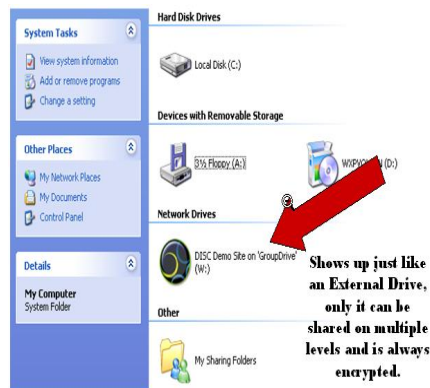 System Tasks
View system information
Add or remove programs
Change a setting
Other Places
My Network Places
My Documents
Control Panel
Details
My Computer
System Folder
Hard Disk Drives
Local Disk (C:)
Devices with Removable Storage
3½ Floppy (A:)
(D:)
Network Drives
DISC Demo Site on 'GroupDrive'
(W:)
Other
My Sharing Folders
Shows up just like
an External Drive,
only it can be
shared on multiple
levels and is always
encrypted.